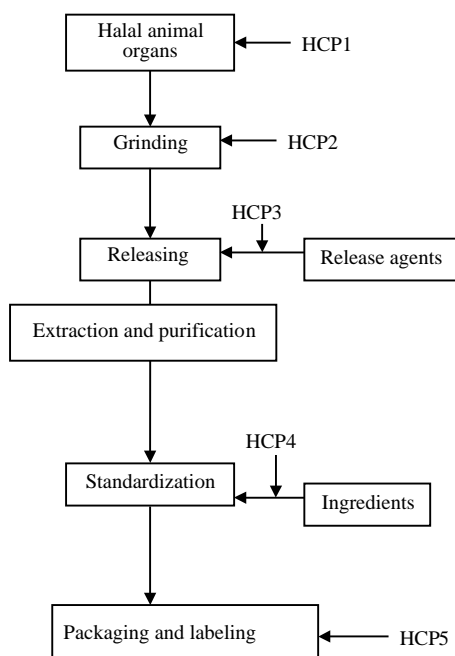 Halal animal
organs
HCP1
Grinding
HCP2
HCP3
Releasing
Release agents
Extraction and purification
HCP4
Standardization
Ingredients
Packaging and labeling
HCP5